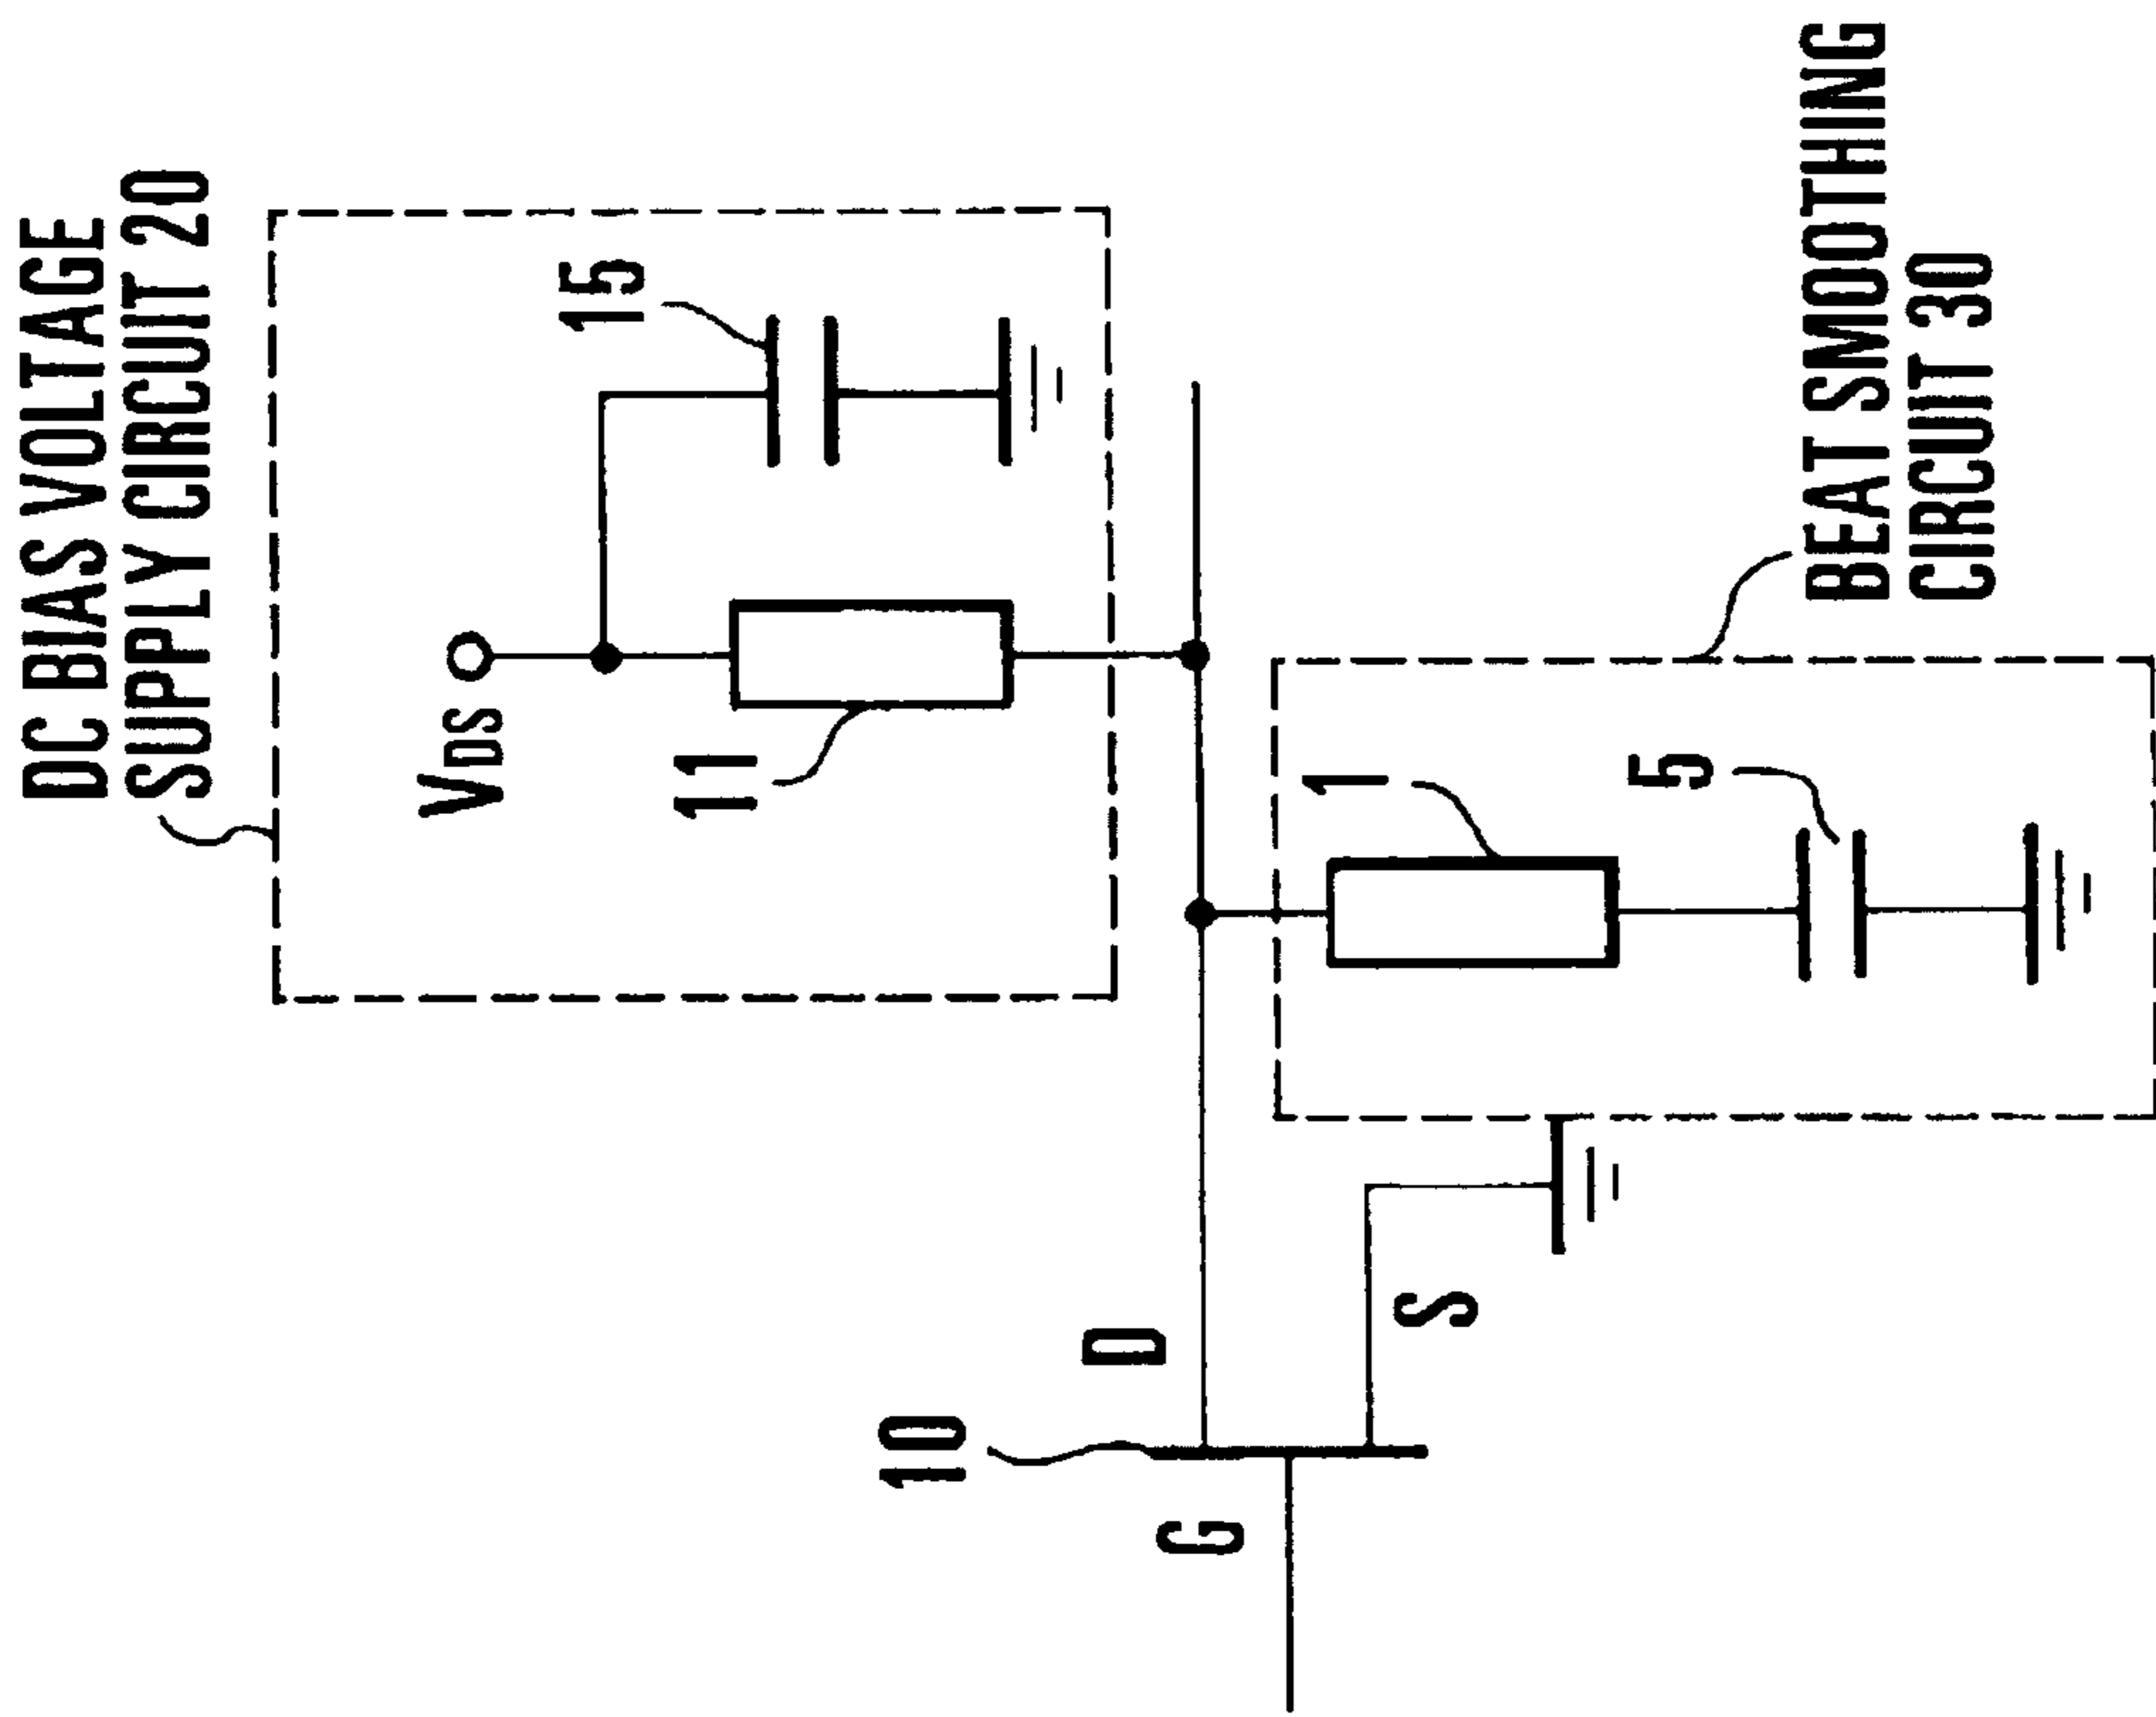 DC BIAS VOLTAGE
SUPPLY CIRCUIT 20
VDS
15
11
10
D
G
S
1
5
BEAT SMOOTHING
CIRCUIT 30